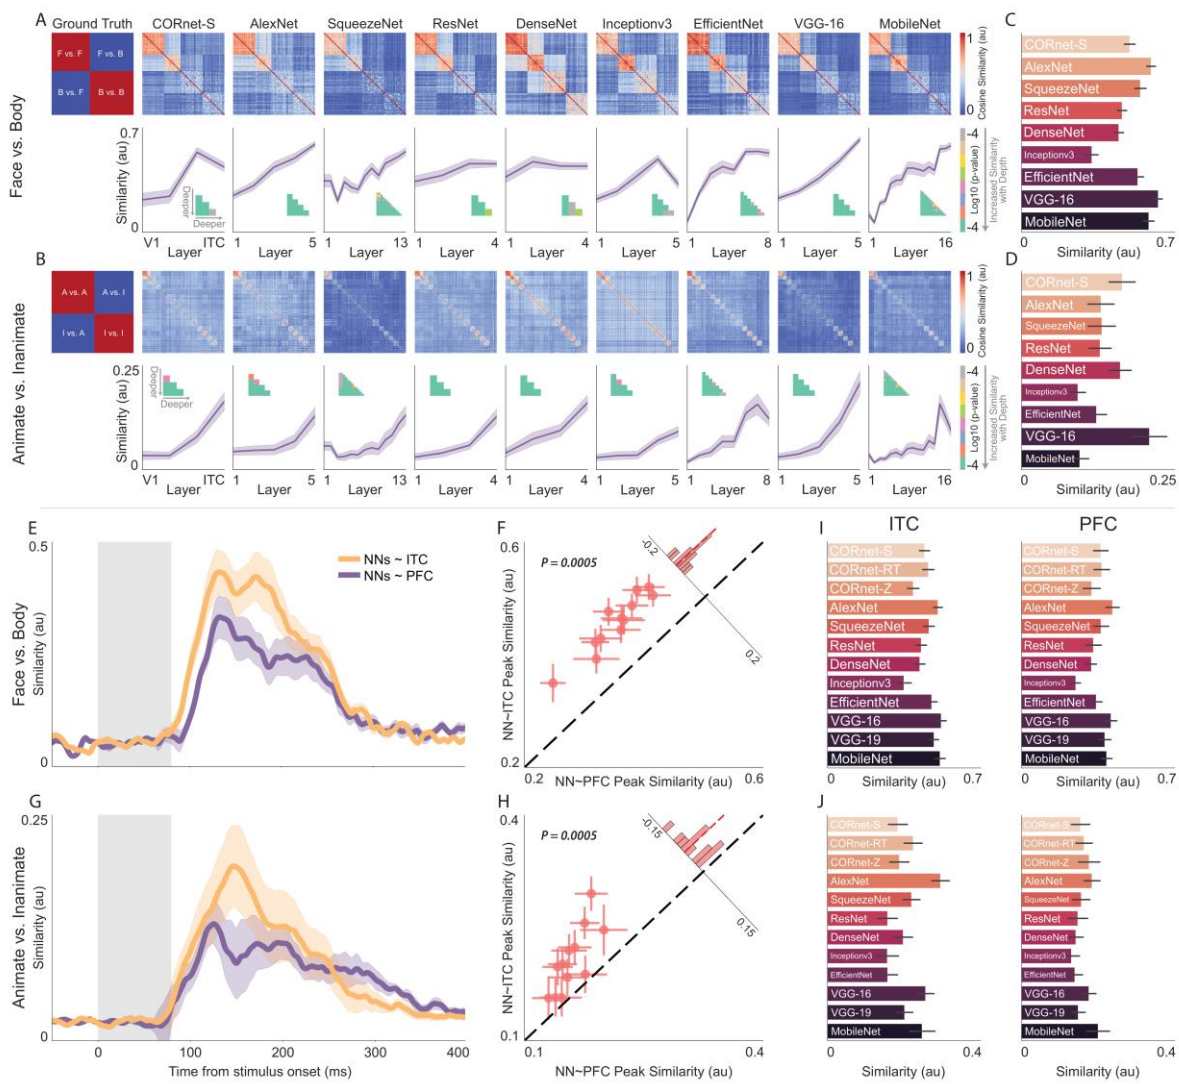 A
Ground Truth CORnet-S AlexNet SqueezeNet ResNet DenseNet Inceptionv3 EfficientNet VGG-16 MobileNet
Face vs. Body
F vs. F F vs. B
B vs. F B vs. B
1
0
Cosine Similarity (au)
0.7
0
Similarity (au)
Deeper
Deeper
-4
-4
Log10 (p-value)
Increased Similarity
with Depth
V1 ITC 1 5 1 13 1 4 1 4 1 5 1 8 1 5 1 16
Layer Layer Layer Layer Layer Layer Layer Layer Layer
C
CORnet-S
AlexNet
SqueezeNet
ResNet
DenseNet
Inceptionv3
EfficientNet
VGG-16
MobileNet
0 0.7
Similarity (au)
B
Animate vs. Inanimate
A vs. A A vs. I
I vs. A I vs. I
1
0
Cosine Similarity (au)
0.25
0
Similarity (au)
Deeper
Deeper
-4
-4
Log10 (p-value)
Increased Similarity
with Depth
V1 ITC 1 5 1 13 1 4 1 4 1 5 1 8 1 5 1 16
Layer Layer Layer Layer Layer Layer Layer Layer Layer
D
CORnet-S
AlexNet
SqueezeNet
ResNet
DenseNet
Inceptionv3
EfficientNet
VGG-16
MobileNet
0 0.25
Similarity (au)
E
Face vs. Body
Similarity (au)
0.5
0
NNs ~ ITC
NNs ~ PFC
F
0.6
P = 0.0005
-0.2
0.2
NN~ITC Peak Similarity (au)
0.2
0.2 0.6
NN~PFC Peak Similarity (au)
I
ITC PFC
CORnet-S CORnet-S
CORnet-RT CORnet-RT
CORnet-Z CORnet-Z
AlexNet AlexNet
SqueezeNet SqueezeNet
ResNet ResNet
DenseNet DenseNet
Inceptionv3 Inceptionv3
EfficientNet EfficientNet
VGG-16 VGG-16
VGG-19 VGG-19
MobileNet MobileNet
0 0.7 0 0.7
Similarity (au) Similarity (au)
G
Animate vs. Inanimate
Similarity (au)
0.25
0
0 100 200 300 400
Time from stimulus onset (ms)
H
0.4
P = 0.0005
-0.15
0.15
NN~ITC Peak Similarity (au)
0.1
0.1 0.4
NN~PFC Peak Similarity (au)
J
CORnet-S CORnet-S
CORnet-RT CORnet-RT
CORnet-Z CORnet-Z
AlexNet AlexNet
SqueezeNet SqueezeNet
ResNet ResNet
DenseNet DenseNet
Inceptionv3 Inceptionv3
EfficientNet EfficientNet
VGG-16 VGG-16
VGG-19 VGG-19
MobileNet MobileNet
0 0.4 0 0.4
Similarity (au) Similarity (au)